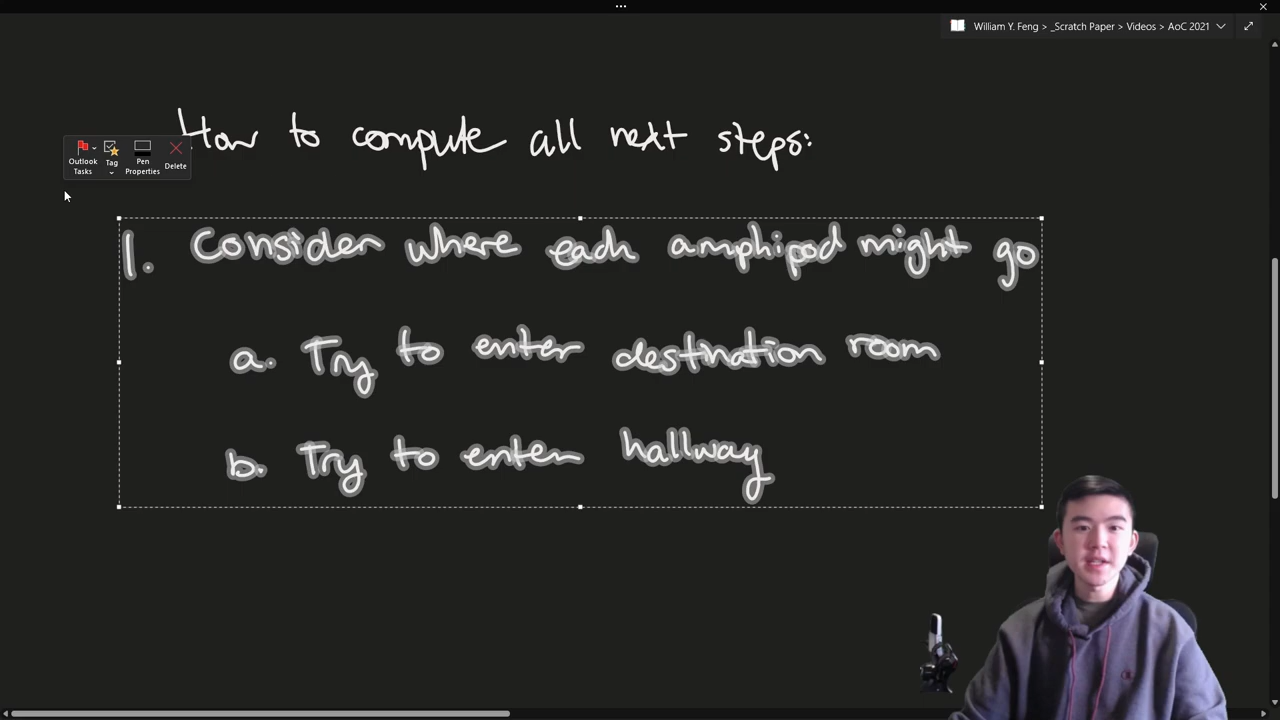 ...
William Y. Feng > _Scratch Paper > Videos > AoC 2021
How to compute all next steps:
Outlook Tasks
Tag
Pen Properties
Delete
1. Consider where each amphipod might go
a. Try to enter destination room
b. Try to enter hallway